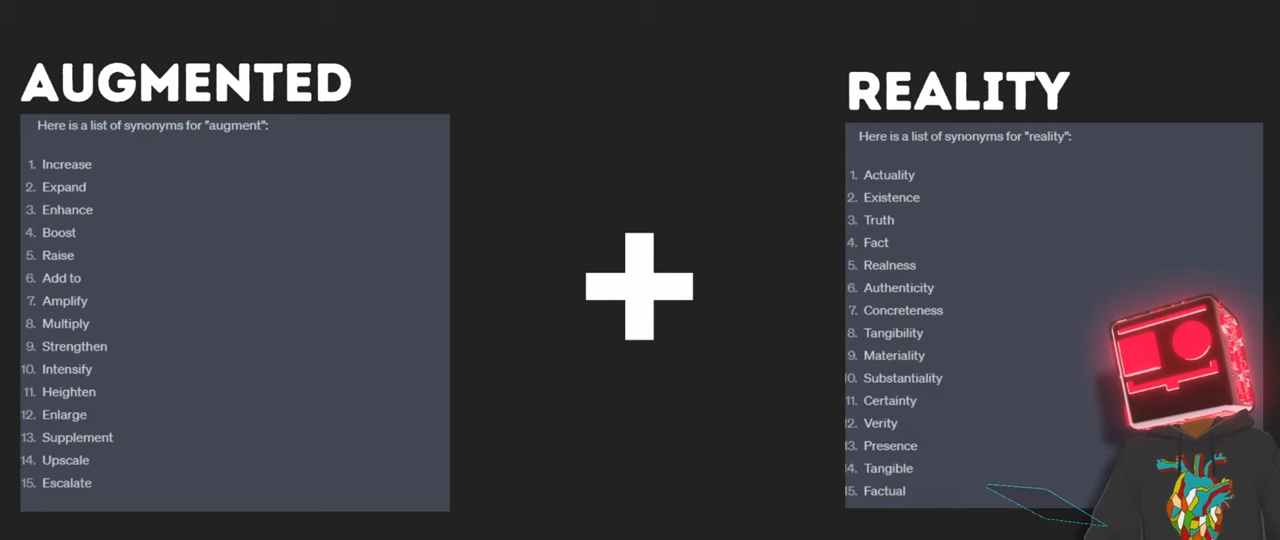 AUGMENTED
Here is a list of synonyms for "augment":
1. Increase
2. Expand
3. Enhance
4. Boost
5. Raise
6. Add to
7. Amplify
8. Multiply
9. Strengthen
10. Intensify
11. Heighten
12. Enlarge
13. Supplement
14. Upscale
15. Escalate
+
REALITY
Here is a list of synonyms for "reality":
1. Actuality
2. Existence
3. Truth
4. Fact
5. Realness
6. Authenticity
7. Concreteness
8. Tangibility
9. Materiality
10. Substantiality
11. Certainty
12. Verity
13. Presence
14. Tangible
15. Factual